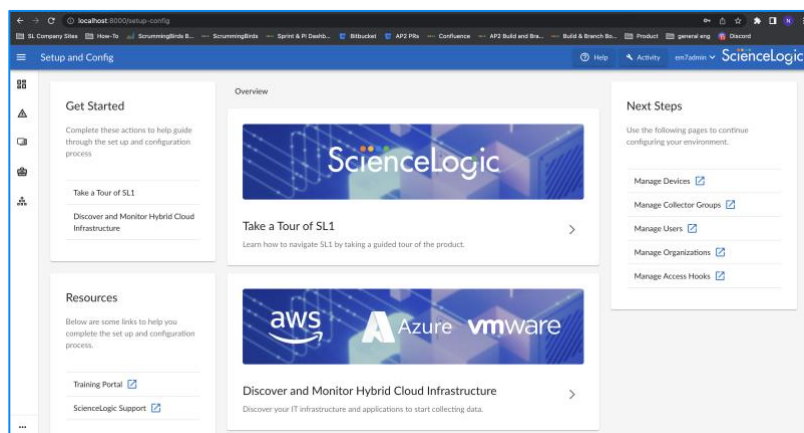 localhost:8000/setup-config
SL Company Sites
How-To
ScrummingBirds B...
ScrummingBirds
Sprint & PI Dashb...
Bitbucket
AP2 PRs
Confluence
AP2 Build and Bra...
Build & Branch Bo...
Product
general eng
Discord
Setup and Config
Help
Activity
em7admin
ScienceLogic
Get Started
Complete these actions to help guide
through the set up and configuration
process
Take a Tour of SL1
Discover and Monitor Hybrid Cloud
Infrastructure
Resources
Below are some links to help you
complete the set up and configuration
process.
Training Portal
ScienceLogic Support
Overview
ScienceLogic
Take a Tour of SL1
Learn how to navigate SL1 by taking a guided tour of the product.
aws
Azure
vmware
Discover and Monitor Hybrid Cloud Infrastructure
Discover your IT infrastructure and applications to start collecting data.
Next Steps
Use the following pages to continue
configuring your environment.
Manage Devices
Manage Collector Groups
Manage Users
Manage Organizations
Manage Access Hooks